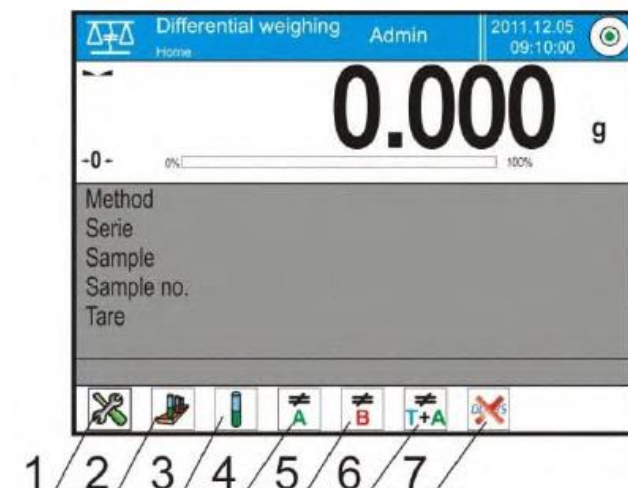 Differential weighing Admin 2011.12.05
Home 09:10:00
0.000 g
→0← 0% 100%
Method
Serie
Sample
Sample no.
Tare
≠ ≠ ≠
A B T+A
1 2 3 4 5 6 7